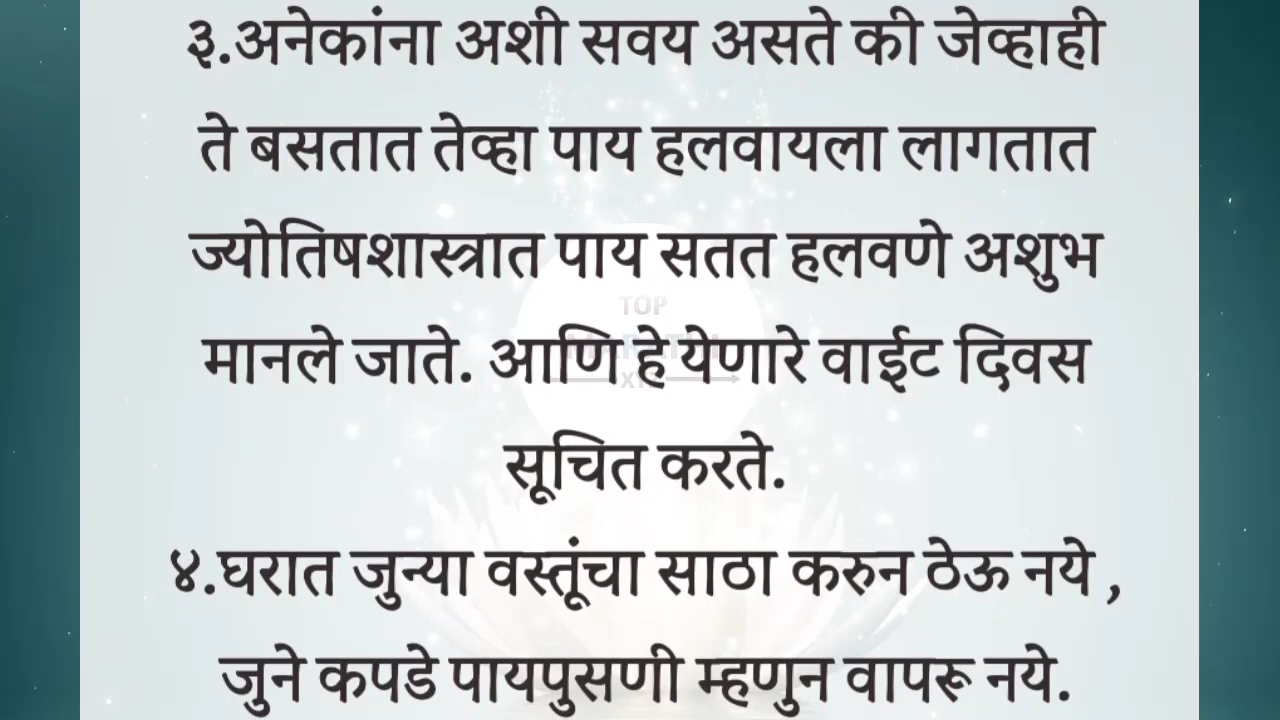 ३.अनेकांना अशी सवय असते की जेव्हाही
ते बसतात तेव्हा पाय हलवायला लागतात
ज्योतिषशास्त्रात पाय सतत हलवणे अशुभ
TOP
मानले जाते. आणि हे येणारे वाईट दिवस
सूचित करते.
४.घरात जुन्या वस्तूंचा साठा करुन ठेऊ नये ,
जुने कपडे पायपुसणी म्हणुन वापरू नये.